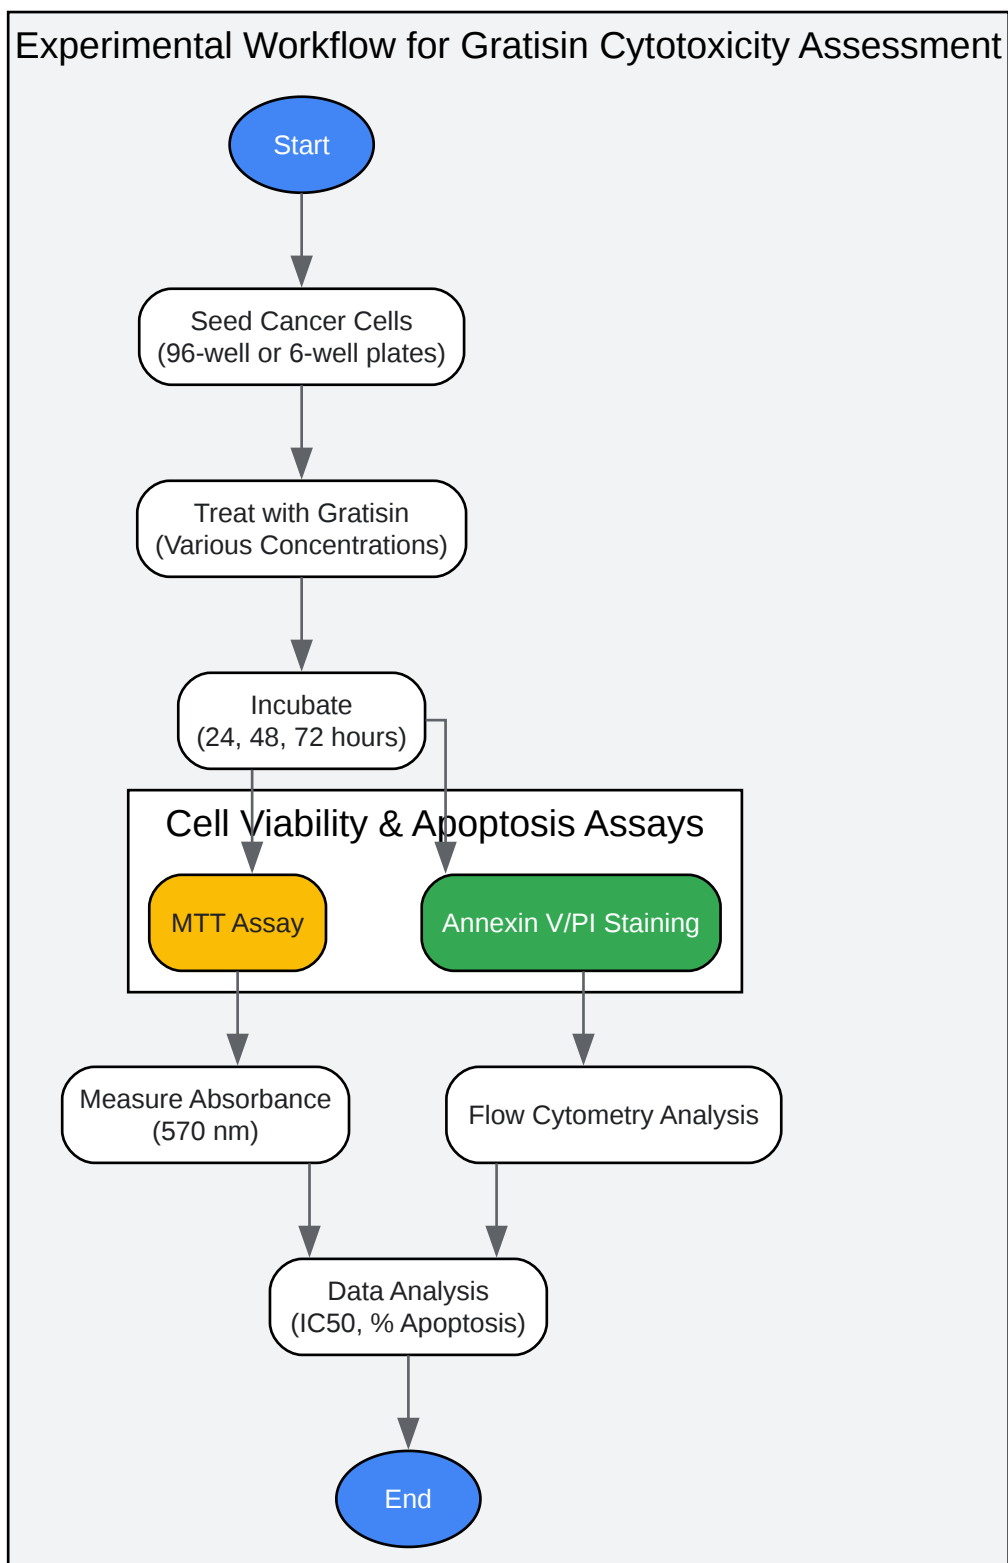 Experimental Workflow for Gratisin Cytotoxicity Assessment
Start
Seed Cancer Cells
(96-well or 6-well plates)
Treat with Gratisin
(Various Concentrations)
Incubate
(24, 48, 72 hours)
Cell Viability & Apoptosis Assays
MTT Assay
Annexin V/PI Staining
Measure Absorbance
(570 nm)
Flow Cytometry Analysis
Data Analysis
(IC50, % Apoptosis)
End